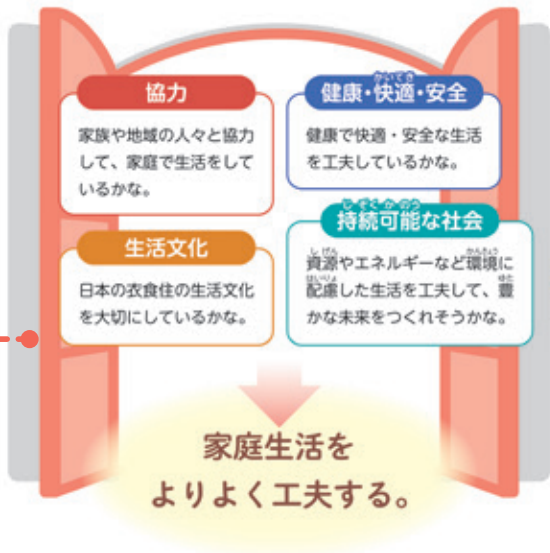 協力
家族や地域の人々と協力
して、家庭で生活をして
いるかな。
健康・快適・安全
健康で快適・安全な生活
を工夫しているかな。
生活文化
日本の衣食住の生活文化
を大切にしているかな。
持続可能な社会
資源やエネルギーなど環境に
配慮した生活を工夫して、豊
かな未来をつくれそうかな。
家庭生活を
よりよく工夫する。